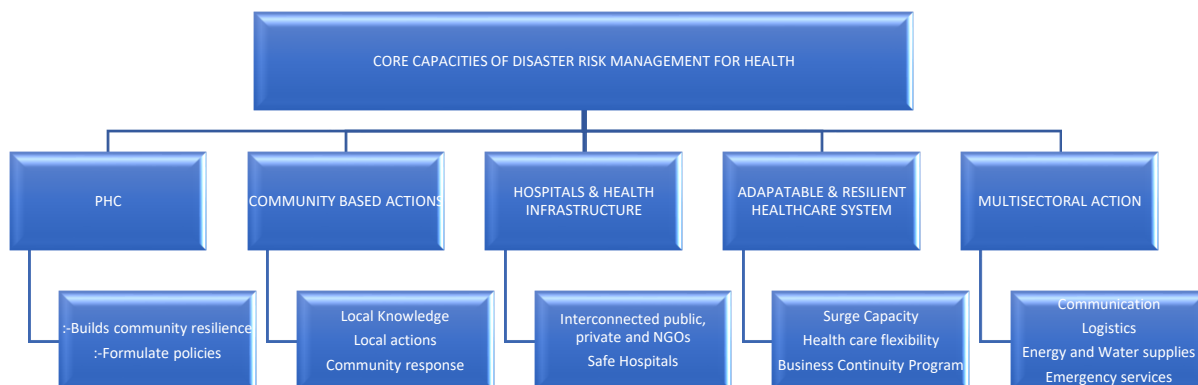 CORE CAPACITIES OF DISASTER RISK MANAGEMENT FOR HEALTH
PHC
COMMUNITY BASED ACTIONS
HOSPITALS & HEALTH
INFRASTRUCTURE
ADAPATABLE & RESILIENT
HEALTHCARE SYSTEM
MULTISECTORAL ACTION
:-Builds community resilience
:-Formulate policies
Local Knowledge
Local actions
Community response
Interconnected public,
private and NGOs
Safe Hospitals
Surge Capacity
Health care flexibility
Business Continuity Program
Communication
Logistics
Energy and Water supplies
Emergency services